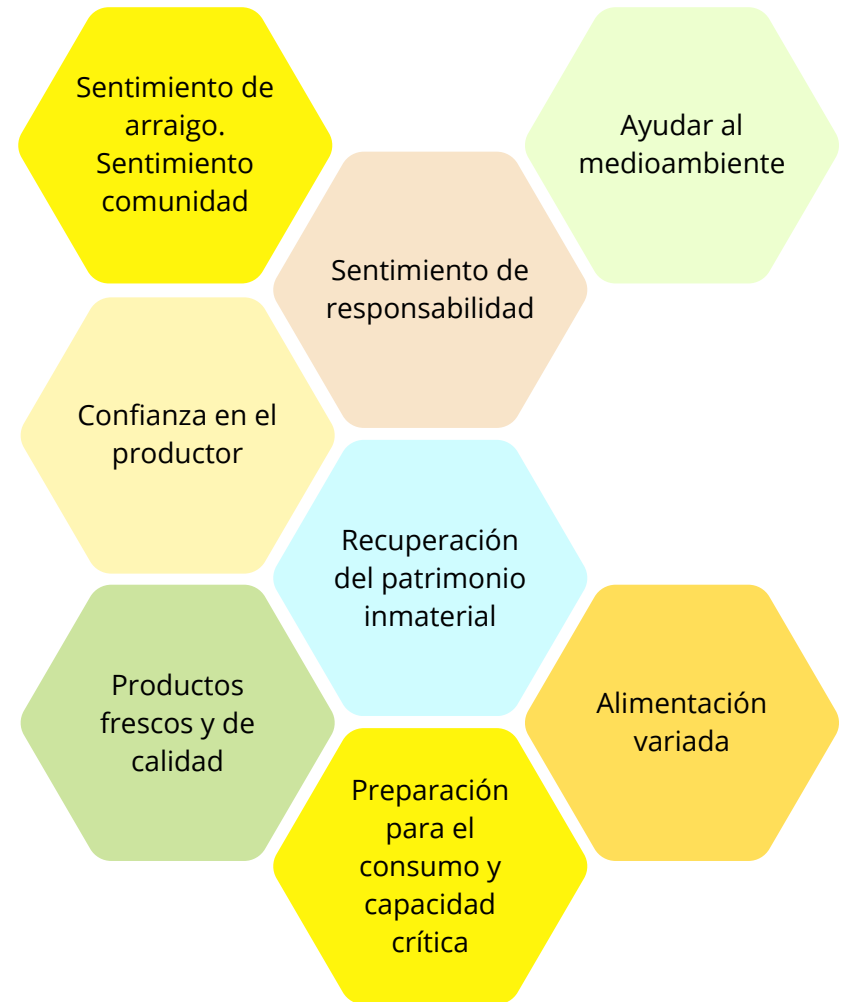 Sentimiento de
arraigo.
Sentimiento
comunidad
Ayudar al
medioambiente
Sentimiento de
responsabilidad
Confianza en el
productor
Recuperación
del patrimonio
inmaterial
Productos
frescos y de
calidad
Alimentación
variada
Preparación
para el
consumo y
capacidad
crítica